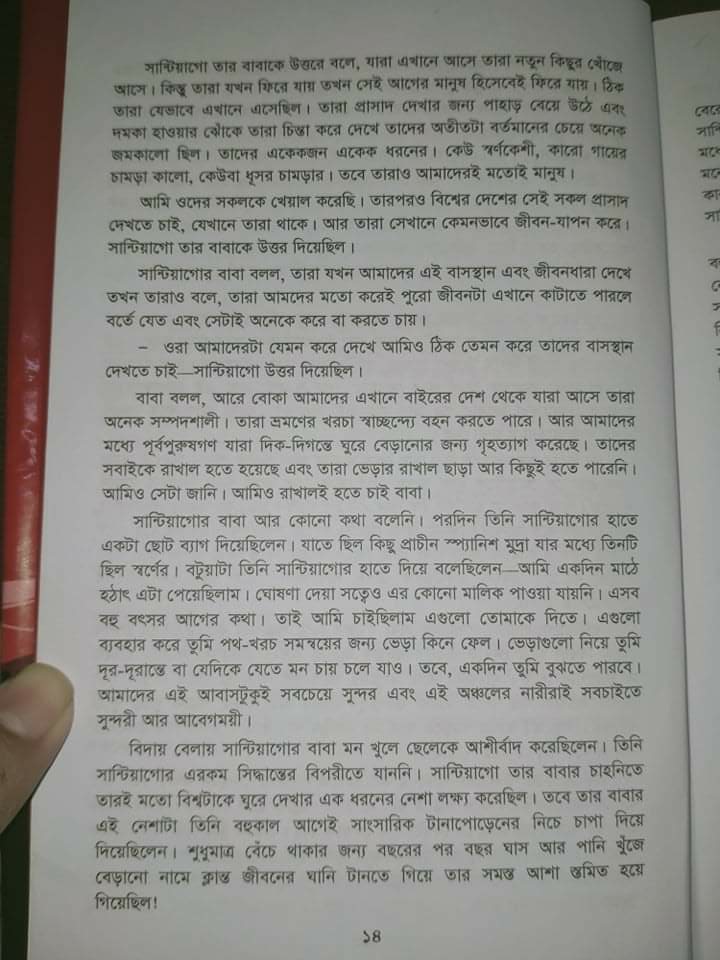 সান্টিয়াগো তার বাবাকে উত্তরে বলে, যারা এখানে আসে তারা নতুন কিছুর খোঁজে
আসে। কিন্তু তারা যখন ফিরে যায় তখন সেই আগের মানুষ হিসেবেই ফিরে যায়। ঠিক
তারা যেভাবে এখানে এসেছিল। তারা প্রাসাদ দেখার জন্য পাহাড় বেয়ে উঠে এবং
দমকা হাওয়ার ঝোঁকে তারা চিন্তা করে দেখে তাদের অতীতটা বর্তমানের চেয়ে অনেক
জমকালো ছিল। তাদের একেকজন একেক ধরনের। কেউ স্বর্ণকেশী, কারো গায়ের
চামড়া কালো, কেউবা ধূসর চামড়ার। তবে তারাও আমাদেরই মতোই মানুষ।
আমি ওদের সকলকে খেয়াল করেছি। তারপরও বিশ্বের দেশের সেই সকল প্রাসাদ
দেখতে চাই, যেখানে তারা থাকে। আর তারা সেখানে কেমনভাবে জীবন-যাপন করে।
সান্টিয়াগো তার বাবাকে উত্তর দিয়েছিল।
সান্টিয়াগোর বাবা বলল, তারা যখন আমাদের এই বাসস্থান এবং জীবনধারা দেখে
তখন তারাও বলে, তারা আমদের মতো করেই পুরো জীবনটা এখানে কাটাতে পারলে
বর্তে যেত এবং সেটাই অনেকে করে বা করতে চায়।
– ওরা আমাদেরটা যেমন করে দেখে আমিও ঠিক তেমন করে তাদের বাসস্থান
দেখতে চাই—সান্টিয়াগো উত্তর দিয়েছিল।
বাবা বলল, আরে বোকা আমাদের এখানে বাইরের দেশ থেকে যারা আসে তারা
অনেক সম্পদশালী। তারা ভ্রমণের খরচা স্বাচ্ছন্দ্যে বহন করতে পারে। আর আমাদের
মধ্যে পূর্বপুরুষগণ যারা দিক-দিগন্তে ঘুরে বেড়ানোর জন্য গৃহত্যাগ করেছে। তাদের
সবাইকে রাখাল হতে হয়েছে এবং তারা ভেড়ার রাখাল ছাড়া আর কিছুই হতে পারেনি।
আমিও সেটা জানি। আমিও রাখালই হতে চাই বাবা।
সান্টিয়াগোর বাবা আর কোনো কথা বলেনি। পরদিন তিনি সান্টিয়াগোর হাতে
একটা ছোট ব্যাগ দিয়েছিলেন। যাতে ছিল কিছু প্রাচীন স্প্যানিশ মুদ্রা যার মধ্যে তিনটি
ছিল স্বর্ণের। বটুয়াটা তিনি সান্টিয়াগোর হাতে দিয়ে বলেছিলেন—আমি একদিন মাঠে
হঠাৎ এটা পেয়েছিলাম। ঘোষণা দেয়া সত্ত্বেও এর কোনো মালিক পাওয়া যায়নি। এসব
বহু বৎসর আগের কথা। তাই আমি চাইছিলাম এগুলো তোমাকে দিতে। এগুলো
ব্যবহার করে তুমি পথ-খরচ সমন্বয়ের জন্য ভেড়া কিনে ফেল। ভেড়াগুলো নিয়ে তুমি
দূর-দূরান্তে বা যেদিকে যেতে মন চায় চলে যাও। তবে, একদিন তুমি বুঝতে পারবে।
আমাদের এই আবাসটুকুই সবচেয়ে সুন্দর এবং এই অঞ্চলের নারীরাই সবচাইতে
সুন্দরী আর আবেগময়ী।
বিদায় বেলায় সান্টিয়াগোর বাবা মন খুলে ছেলেকে আশীর্বাদ করেছিলেন। তিনি
সান্টিয়াগোর এরকম সিদ্ধান্তের বিপরীতে যাননি। সান্টিয়াগো তার বাবার চাহনিতে
তারই মতো বিশ্বটাকে ঘুরে দেখার এক ধরনের নেশা লক্ষ্য করেছিল। তবে তার বাবার
এই নেশাটা তিনি বহুকাল আগেই সাংসারিক টানাপোড়েনের নিচে চাপা দিয়ে
দিয়েছিলেন। শুধুমাত্র বেঁচে থাকার জন্য বছরের পর বছর ঘাস আর পানি খুঁজে
বেড়ানো নামে ক্লান্ত জীবনের ঘানি টানতে গিয়ে তার সমস্ত আশা স্তমিত হয়ে
গিয়েছিল!
১৪